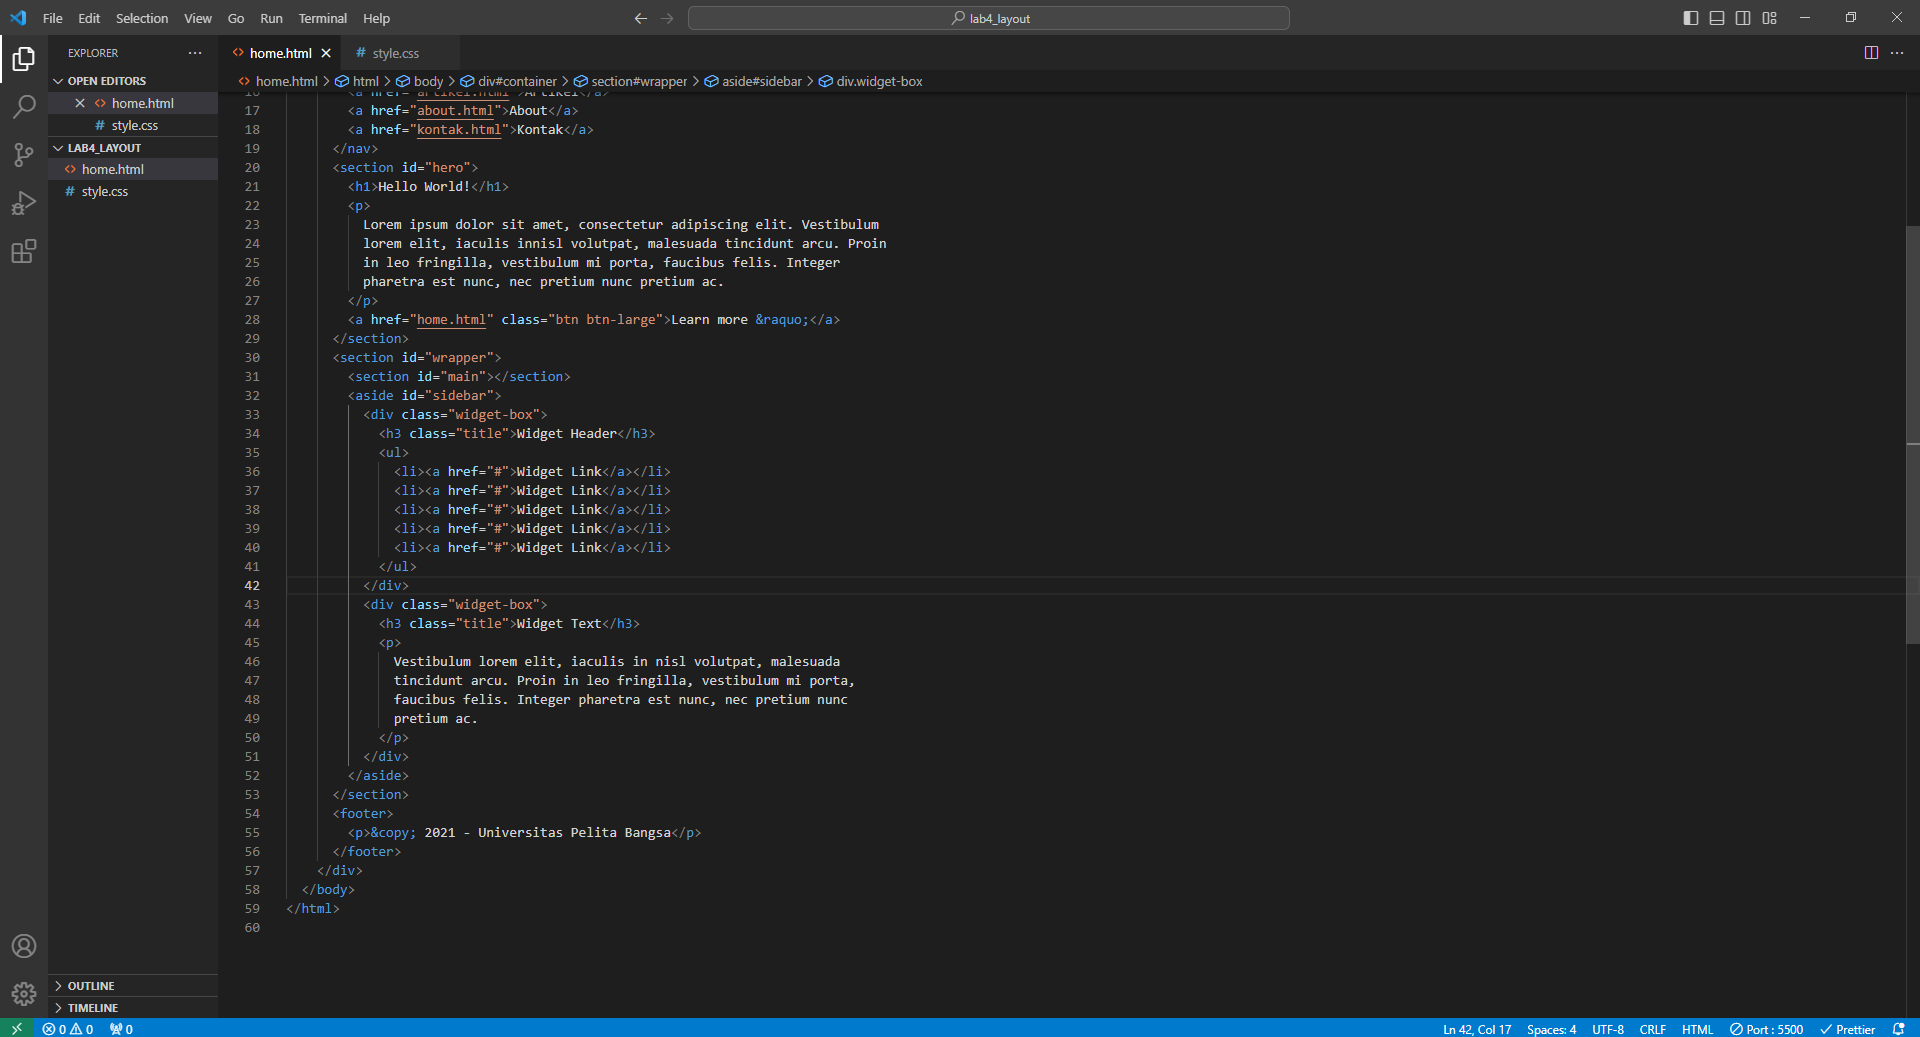 File Edit Selection View Go Run Terminal Help
lab4_layout
EXPLORER
OPEN EDITORS
home.html
style.css
LAB4_LAYOUT
home.html
style.css
OUTLINE
TIMELINE
home.html
# style.css
home.html > html > body > div#container > section#wrapper > aside#sidebar > div.widget-box
16 <a href="artikel.html">Artikel</a>
17 <a href="about.html">About</a>
18 <a href="kontak.html">Kontak</a>
19 </nav>
20 <section id="hero">
21 <h1>Hello World!</h1>
22 <p>
23 Lorem ipsum dolor sit amet, consectetur adipiscing elit. Vestibulum
24 lorem elit, iaculis innisl volutpat, malesuada tincidunt arcu. Proin
25 in leo fringilla, vestibulum mi porta, faucibus felis. Integer
26 pharetra est nunc, nec pretium nunc pretium ac.
27 </p>
28 <a href="home.html" class="btn btn-large">Learn more &raquo;</a>
29 </section>
30 <section id="wrapper">
31 <section id="main"></section>
32 <aside id="sidebar">
33 <div class="widget-box">
34 <h3 class="title">Widget Header</h3>
35 <ul>
36 <li><a href="#">Widget Link</a></li>
37 <li><a href="#">Widget Link</a></li>
38 <li><a href="#">Widget Link</a></li>
39 <li><a href="#">Widget Link</a></li>
40 <li><a href="#">Widget Link</a></li>
41 </ul>
42 </div>
43 <div class="widget-box">
44 <h3 class="title">Widget Text</h3>
45 <p>
46 Vestibulum lorem elit, iaculis in nisl volutpat, malesuada
47 tincidunt arcu. Proin in leo fringilla, vestibulum mi porta,
48 faucibus felis. Integer pharetra est nunc, nec pretium nunc
49 pretium ac.
50 </p>
51 </div>
52 </aside>
53 </section>
54 <footer>
55 <p>&copy; 2021 - Universitas Pelita Bangsa</p>
56 </footer>
57 </div>
58 </body>
59 </html>
60
0 0 0
Ln 42, Col 17 Spaces: 4 UTF-8 CRLF HTML Port : 5500 Prettier